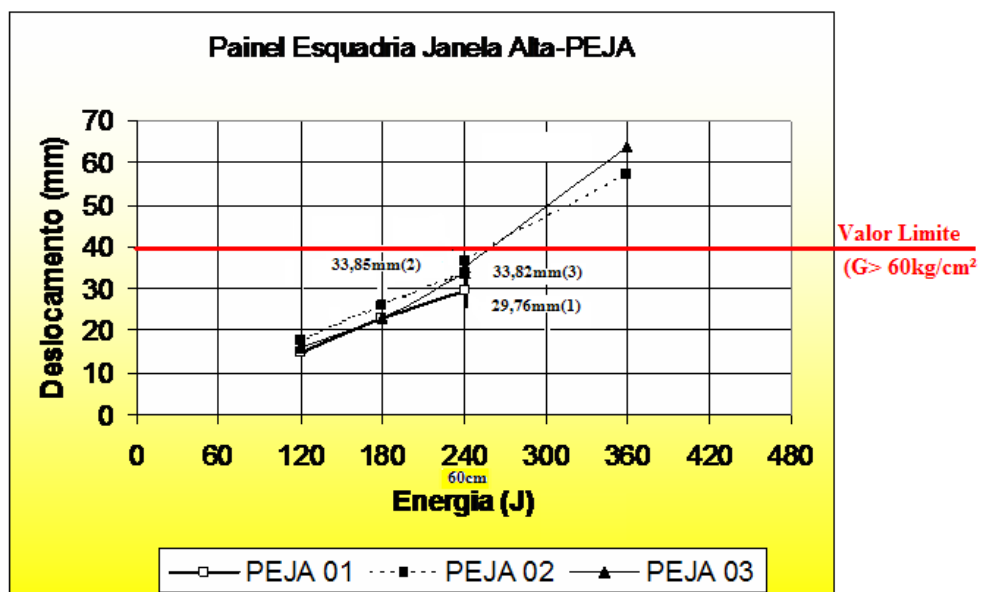 Painel Esquadria Janela Alta-PEJA
Deslocamento (mm)
70
60
50
40
30
20
10
0
Valor Limite
(G> 60kg/cm²
33,85mm(2)
33,82mm(3)
29,76mm(1)
0 60 120 180 240 300 360 420 480
60cm
Energia (J)
PEJA 01 PEJA 02 PEJA 03